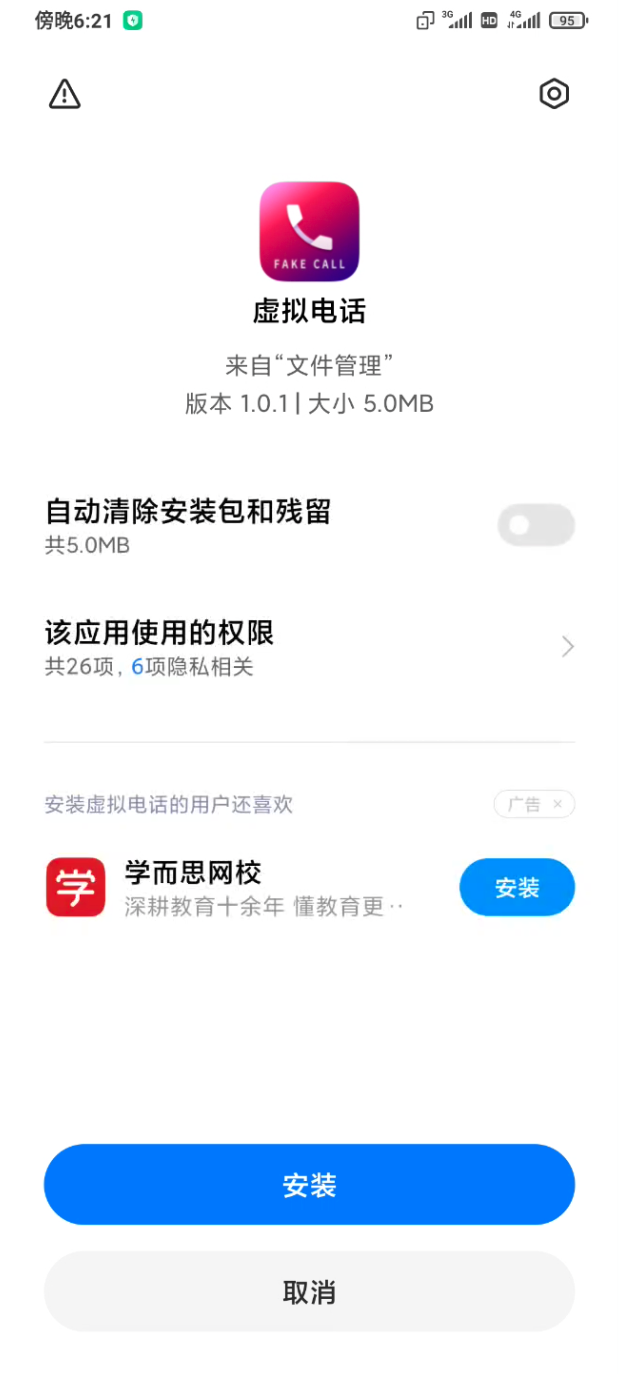 傍晚6:21
3G HD 4G 95
FAKE CALL
虚拟电话
来自“文件管理”
版本 1.0.1 | 大小 5.0MB
自动清除安装包和残留
共5.0MB
该应用使用的权限
共26项，6项隐私相关
安装虚拟电话的用户还喜欢
广告 ×
学
学而思网校
深耕教育十余年 懂教育更··
安装
安装
取消